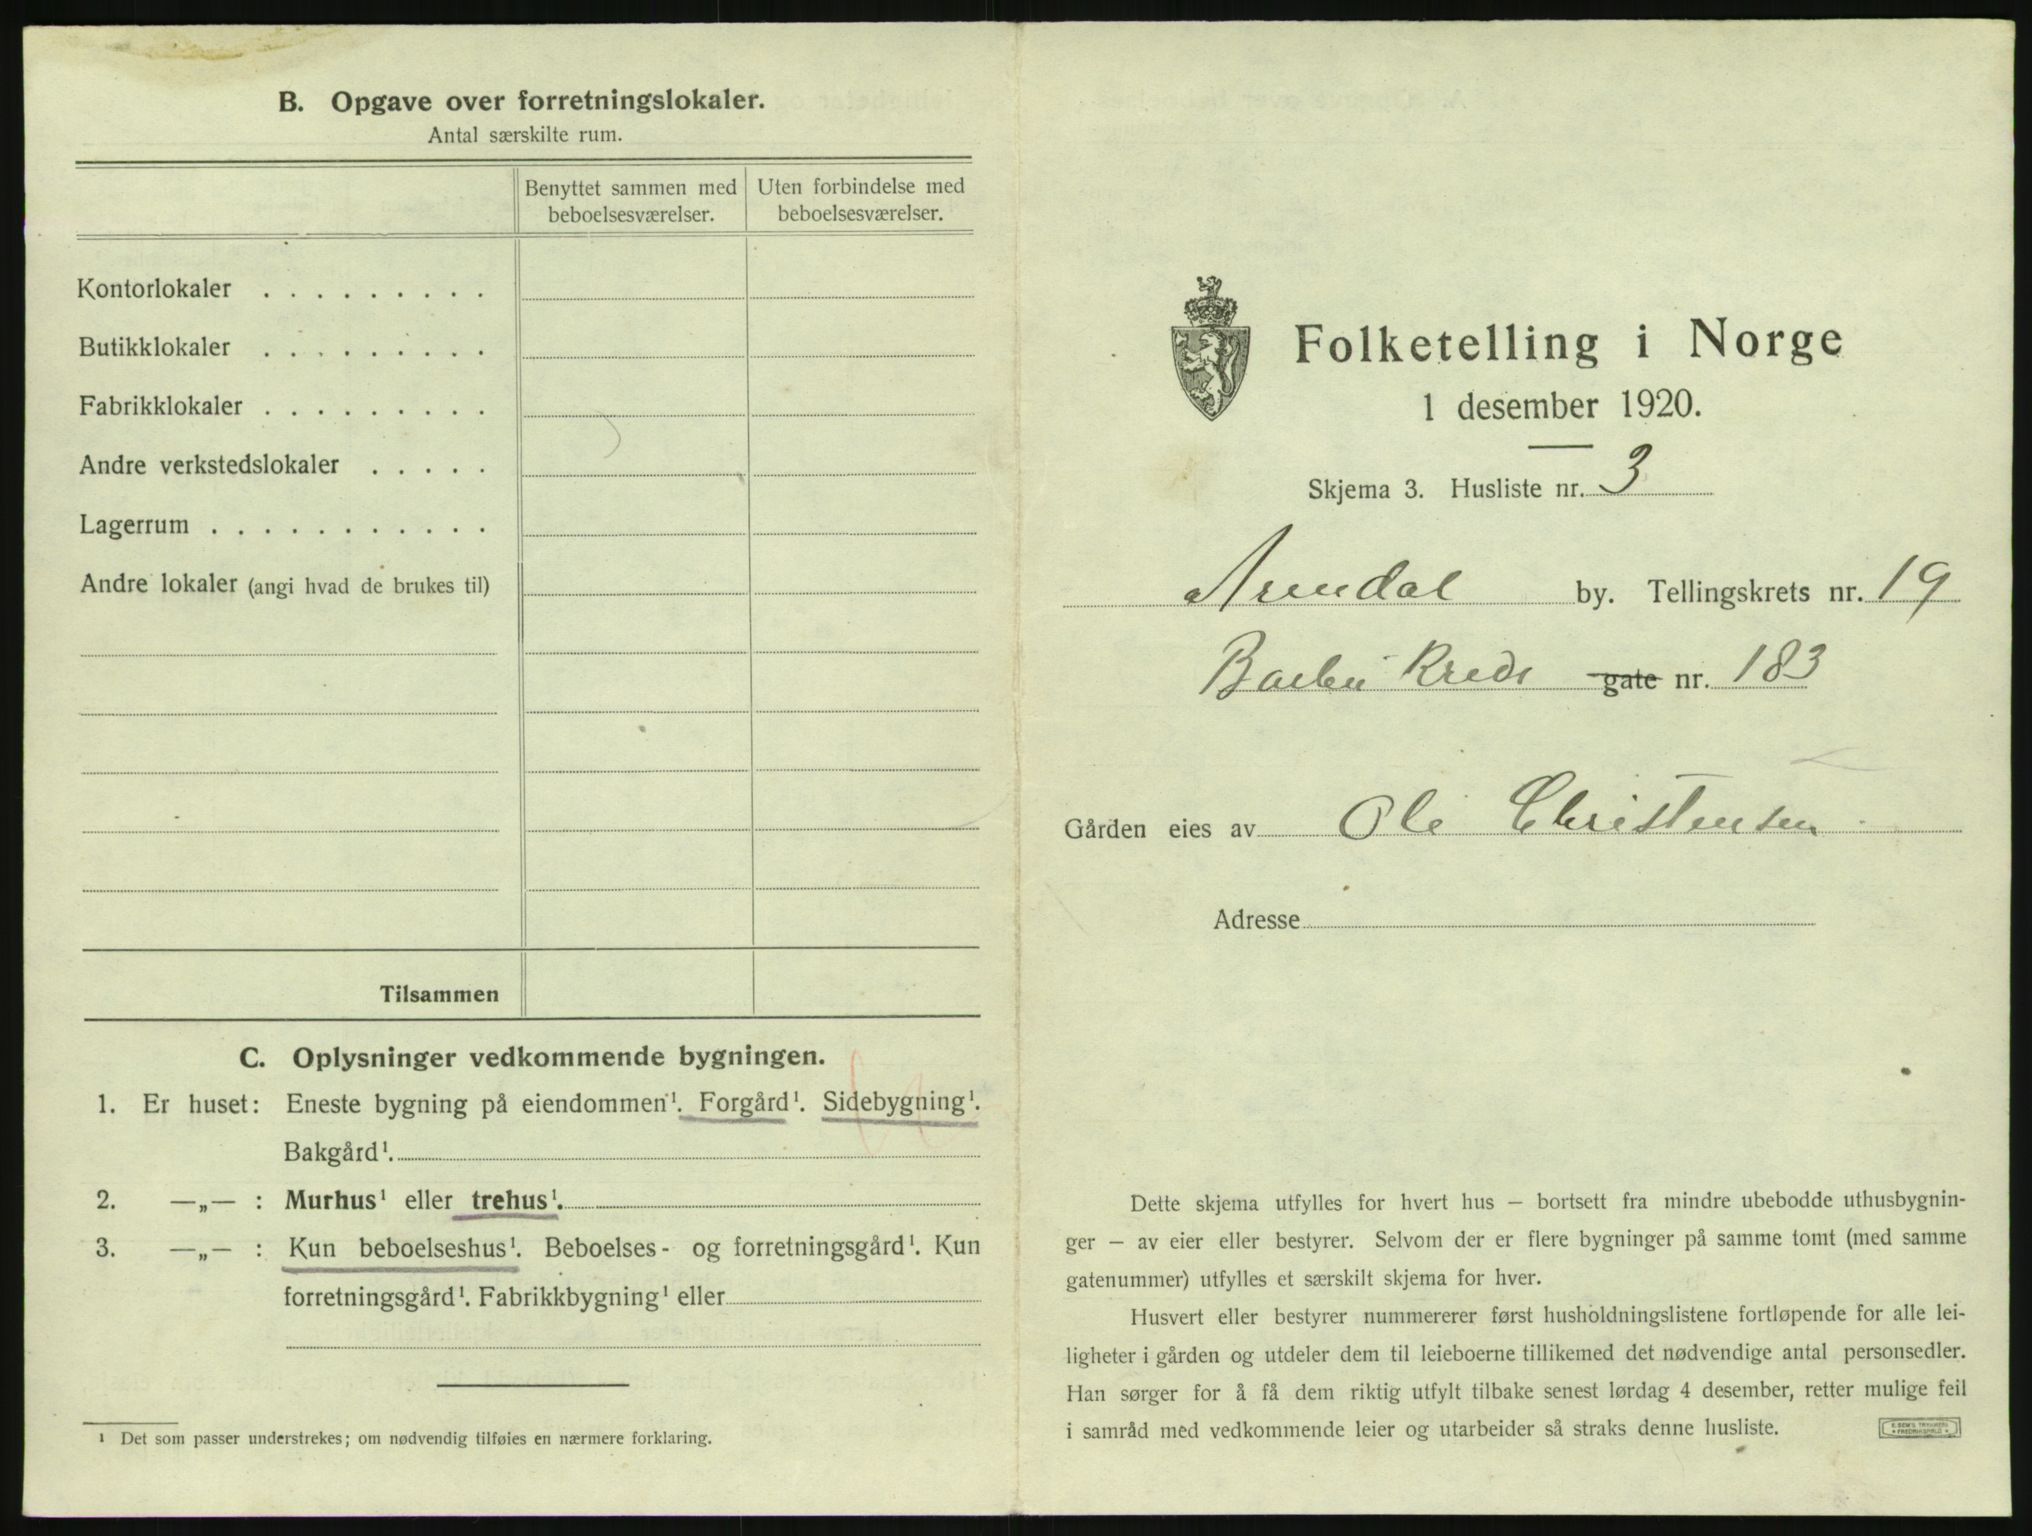 B. Opgave over forretningslokaler.
Antal særskilte rum.
Benyttet sammen med beboelsesværelser.
Uten forbindelse med beboelsesværelser.
Kontorlokaler . . . . . . . . .
Butikklokaler . . . . . . . . .
Fabrikklokaler . . . . . . . . .
Andre verkstedslokaler . . . . .
Lagerrum . . . . . . . . . . .
Andre lokaler (angi hvad de brukes til)
Tilsammen
C. Oplysninger vedkommende bygningen.
1. Er huset: Eneste bygning på eiendommen¹. Forgård¹. Sidebygning¹.
Bakgård¹.
2. —„— : Murhus¹ eller trehus¹.
3. —„— : Kun beboelseshus¹. Beboelses- og forretningsgård¹. Kun
forretningsgård¹. Fabrikkbygning¹ eller
¹ Det som passer understrekes; om nødvendig tilføies en nærmere forklaring.
Folketelling i Norge
1 desember 1920.
Skjema 3. Husliste nr. 3
Arendal by. Tellingskrets nr. 19
Barbu Kreds gate nr. 183
Gården eies av Ole Christensen
Adresse
Dette skjema utfylles for hvert hus – bortsett fra mindre ubebodde uthusbygnin-
ger – av eier eller bestyrer. Selvom der er flere bygninger på samme tomt (med samme
gatenummer) utfylles et særskilt skjema for hver.
Husvert eller bestyrer nummererer først husholdningslistene fortløpende for alle lei-
ligheter i gården og utdeler dem til leieboerne tillikemed det nødvendige antal personsedler.
Han sørger for å få dem riktig utfylt tilbake senest lørdag 4 desember, retter mulige feil
i samråd med vedkommende leier og utarbeider så straks denne husliste.